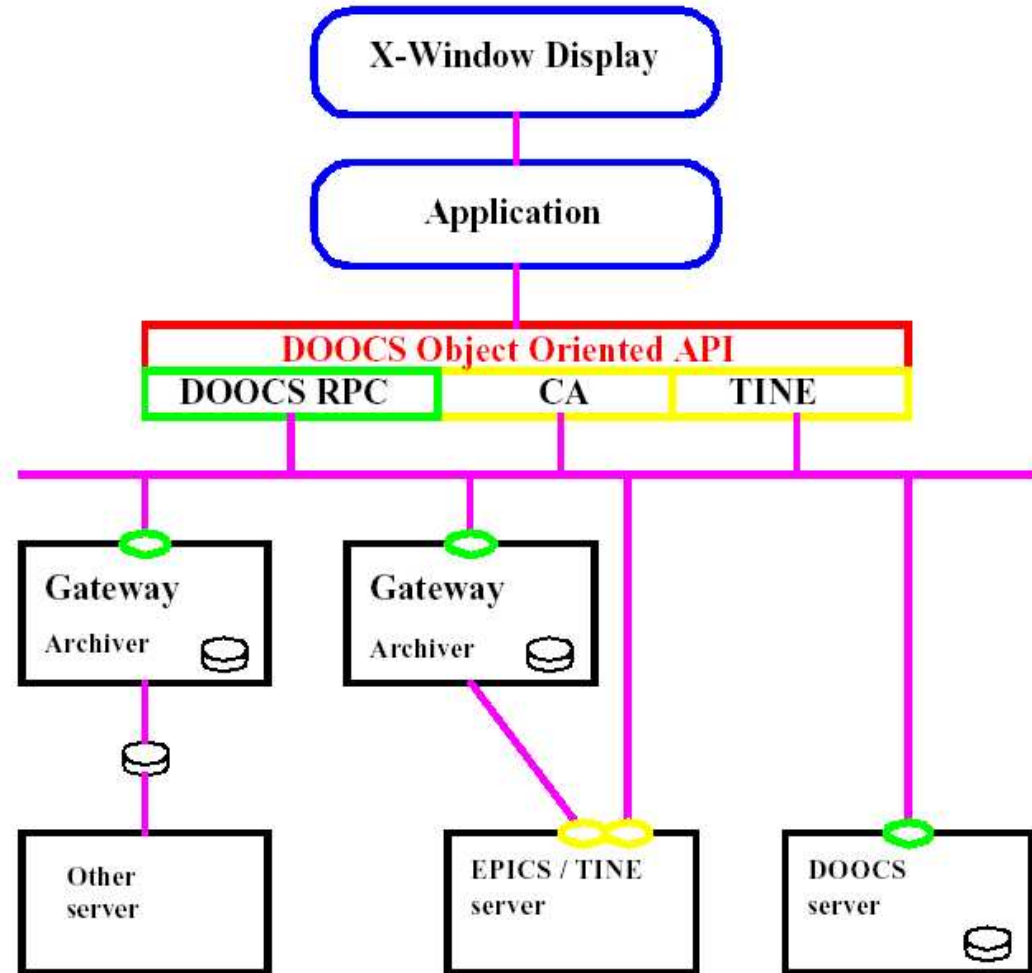 X-Window Display
Application
DOOCS Object Oriented API
DOOCS RPC
CA
TINE
Gateway
Archiver
Gateway
Archiver
Other
server
EPICS / TINE
server
DOOCS
server